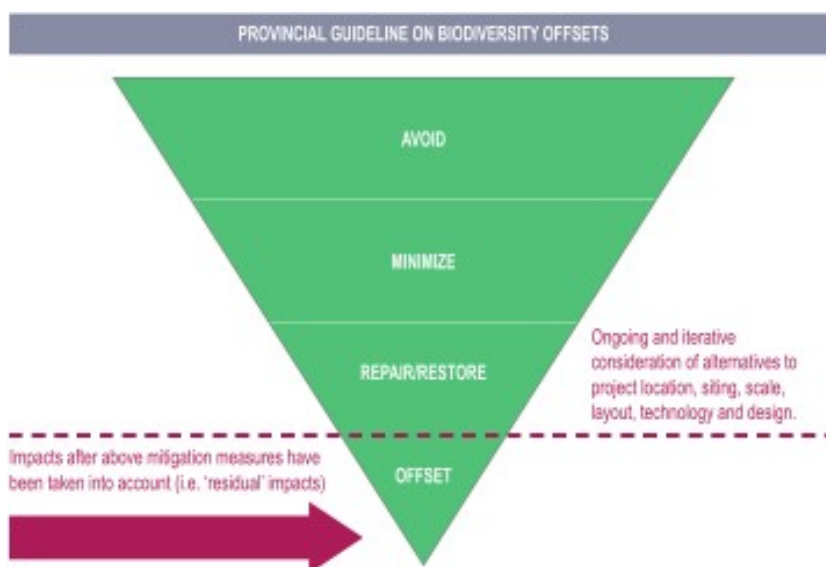 PROVINCIAL GUIDELINE ON BIODIVERSITY OFFSETS
AVOID
MINIMIZE
REPAIR/RESTORE
Ongoing and iterative
consideration of alternatives to
project location, siting, scale,
layout, technology and design.
Impacts after above mitigation measures have
been taken into account (i.e. 'residual' impacts)
OFFSET